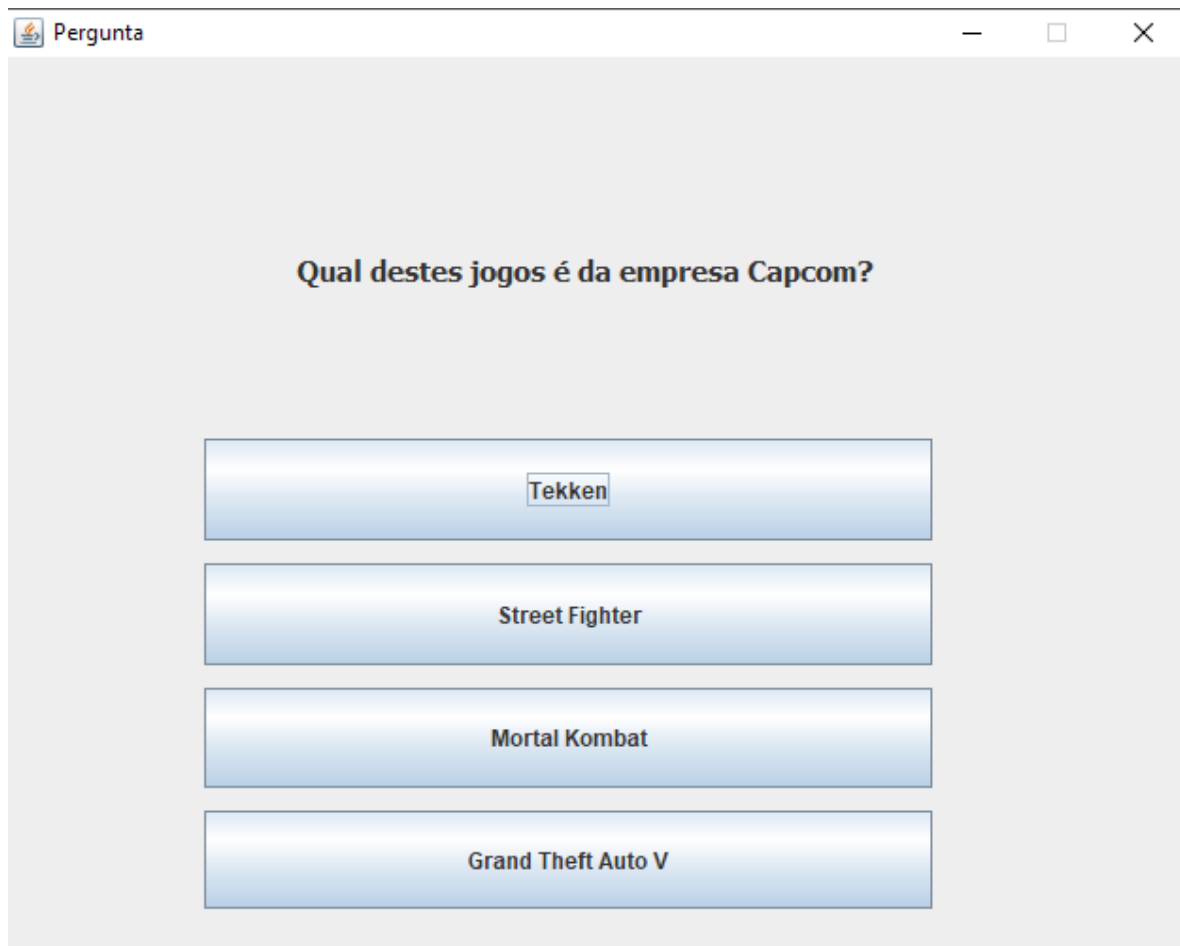 Pergunta
Qual destes jogos é da empresa Capcom?
Tekken
Street Fighter
Mortal Kombat
Grand Theft Auto V